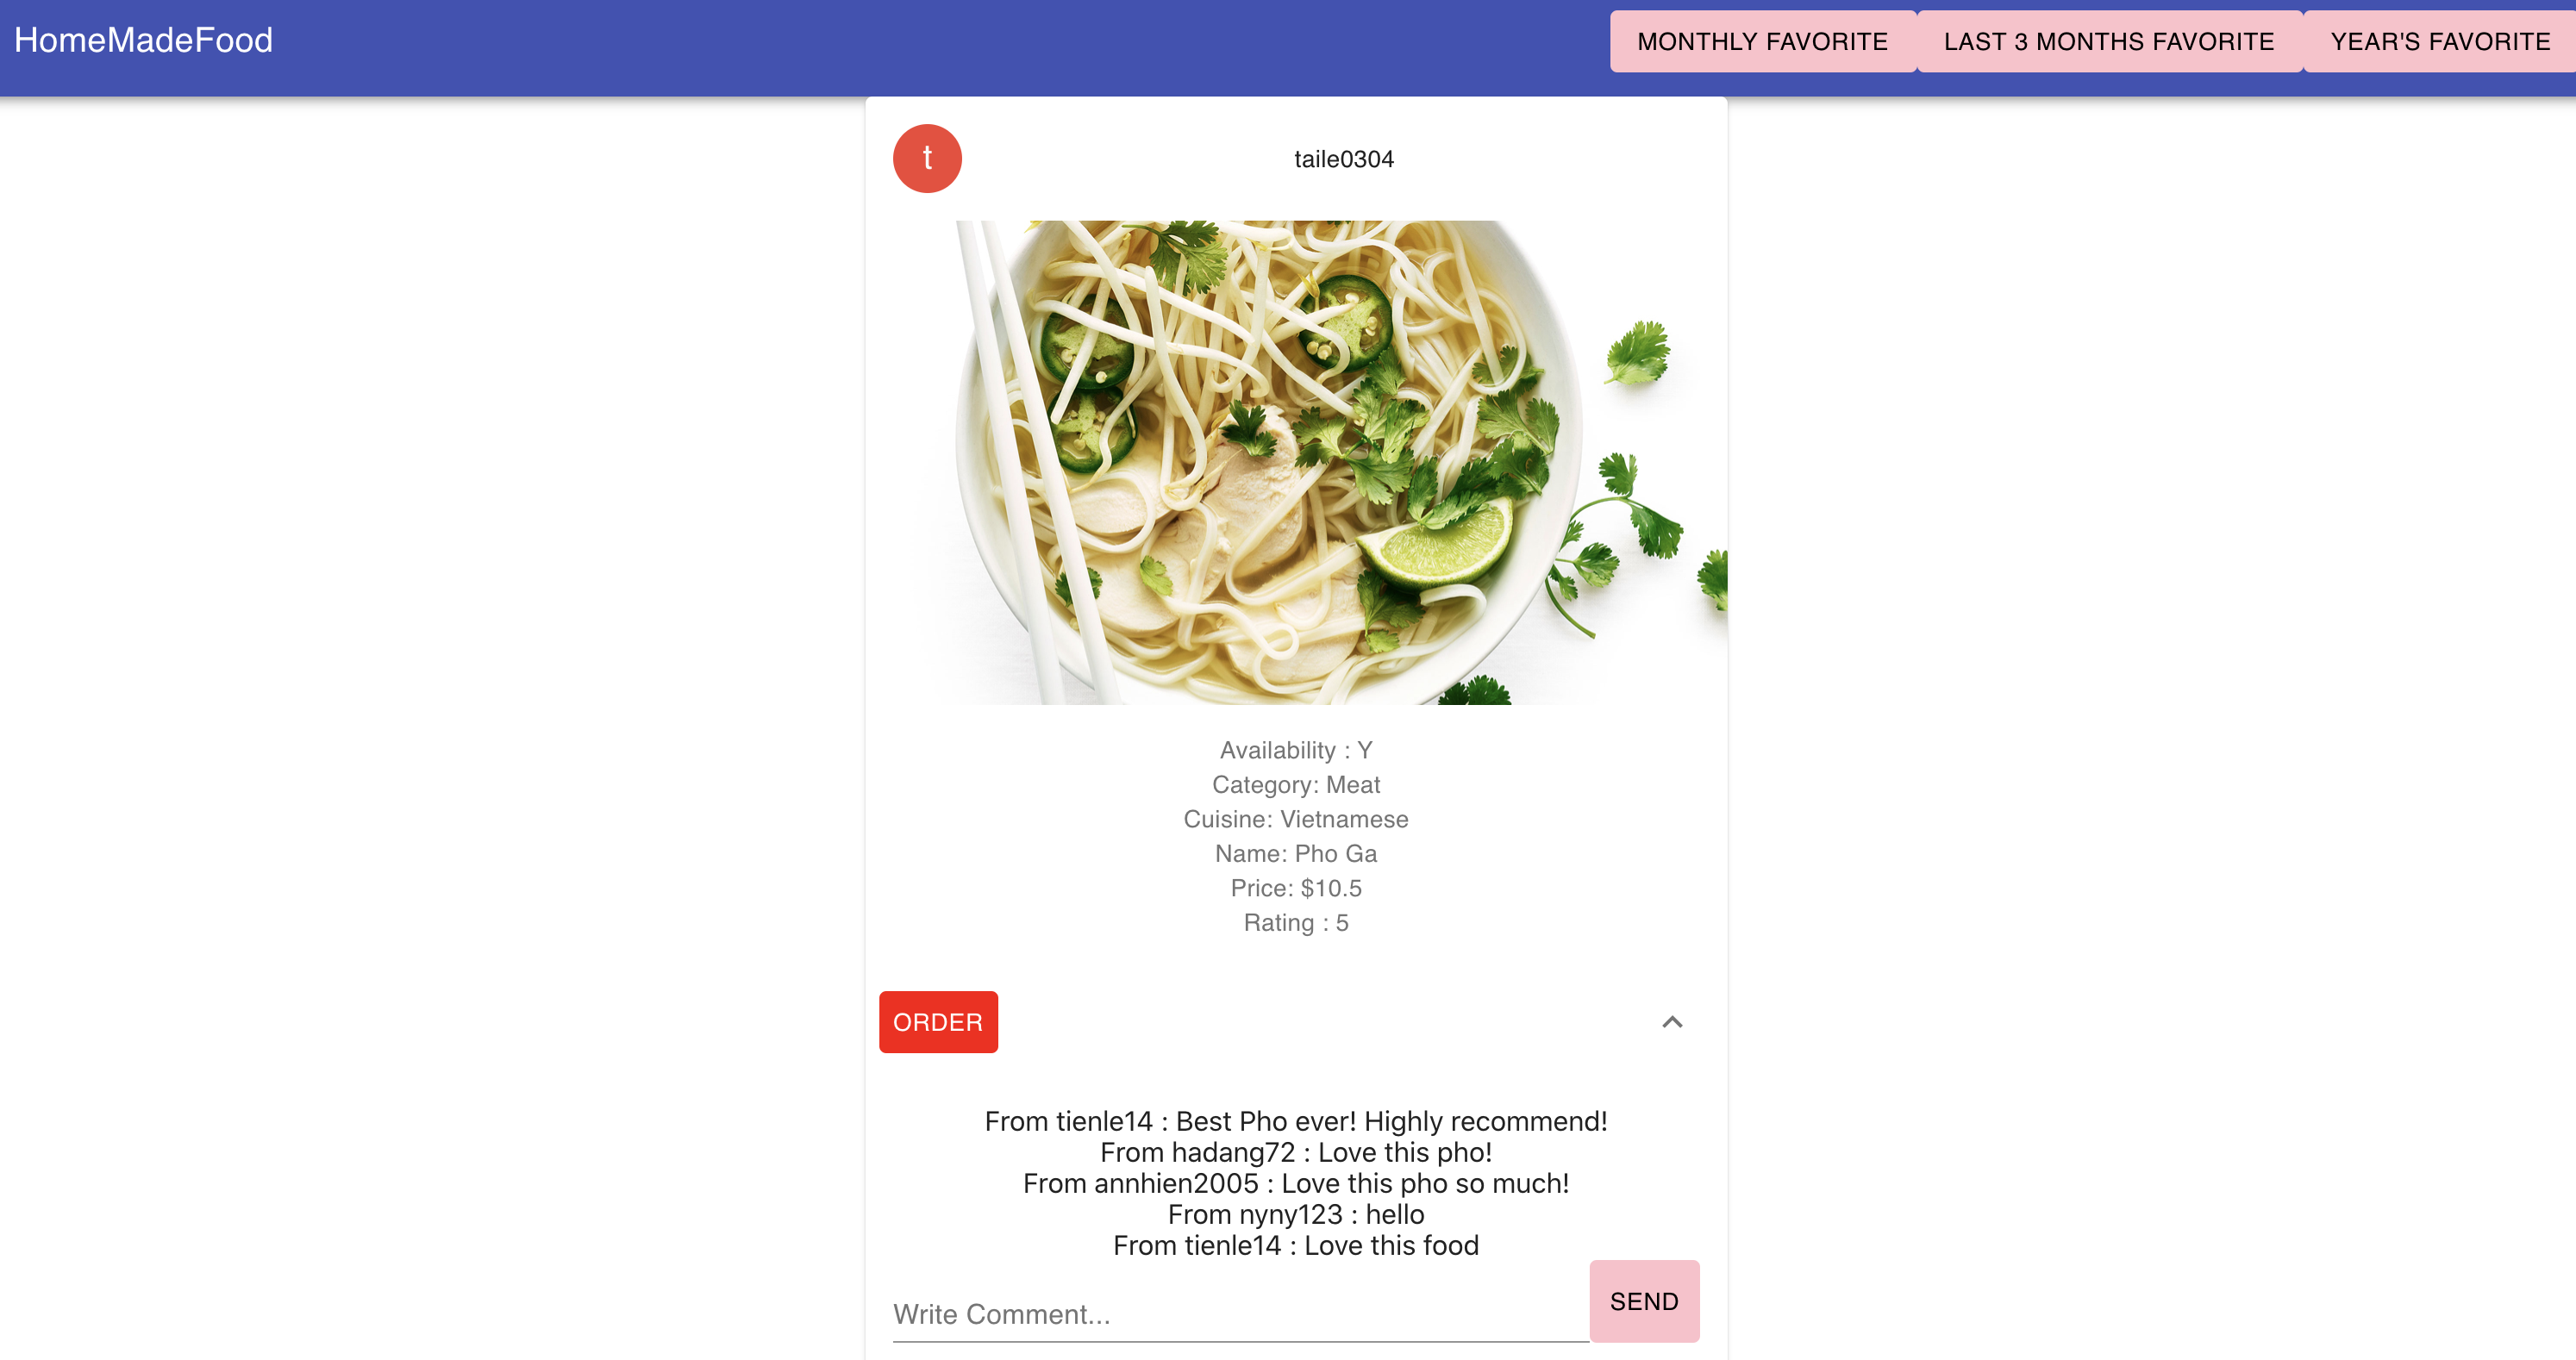 HomeMadeFood
MONTHLY FAVORITE
LAST 3 MONTHS FAVORITE
YEAR'S FAVORITE
t
taile0304
Availability : Y
Category: Meat
Cuisine: Vietnamese
Name: Pho Ga
Price: $10.5
Rating : 5
ORDER
From tienle14 : Best Pho ever! Highly recommend!
From hadang72 : Love this pho!
From annhien2005 : Love this pho so much!
From nyny123 : hello
From tienle14 : Love this food
Write Comment...
SEND